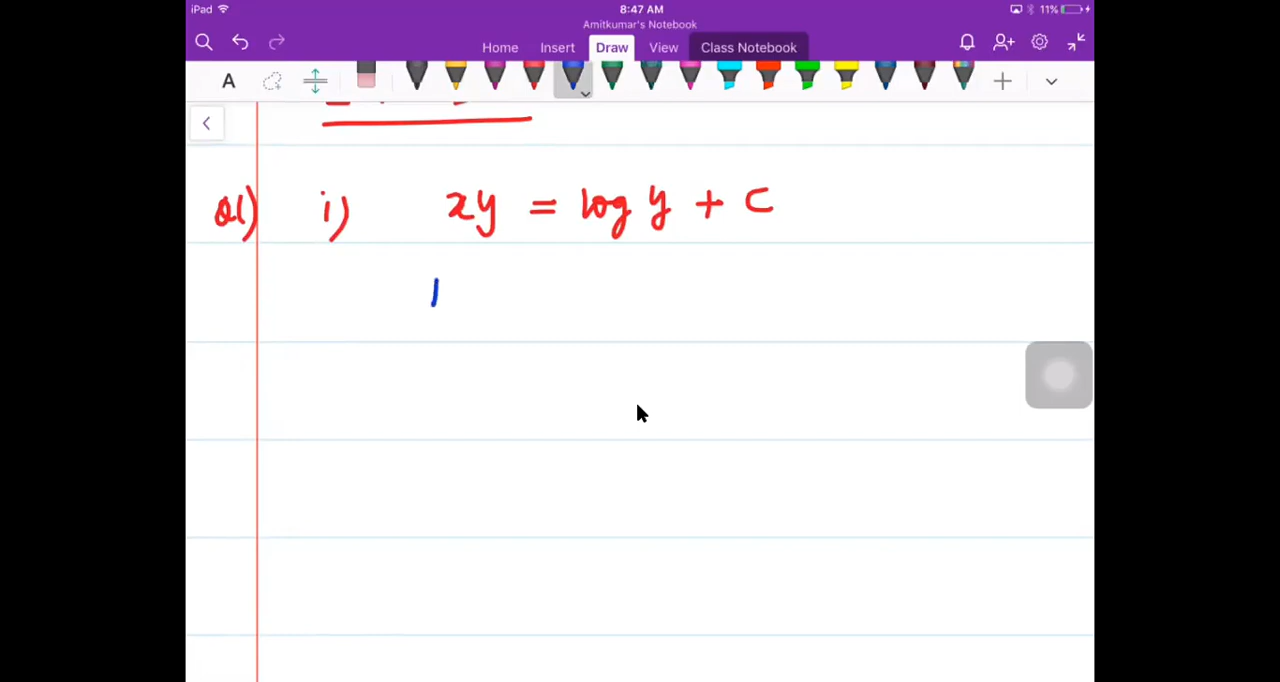 iPad 8:47 AM 11%
Amitkumar's Notebook
Home Insert Draw View Class Notebook
A
Q1) i) xy = log y + c